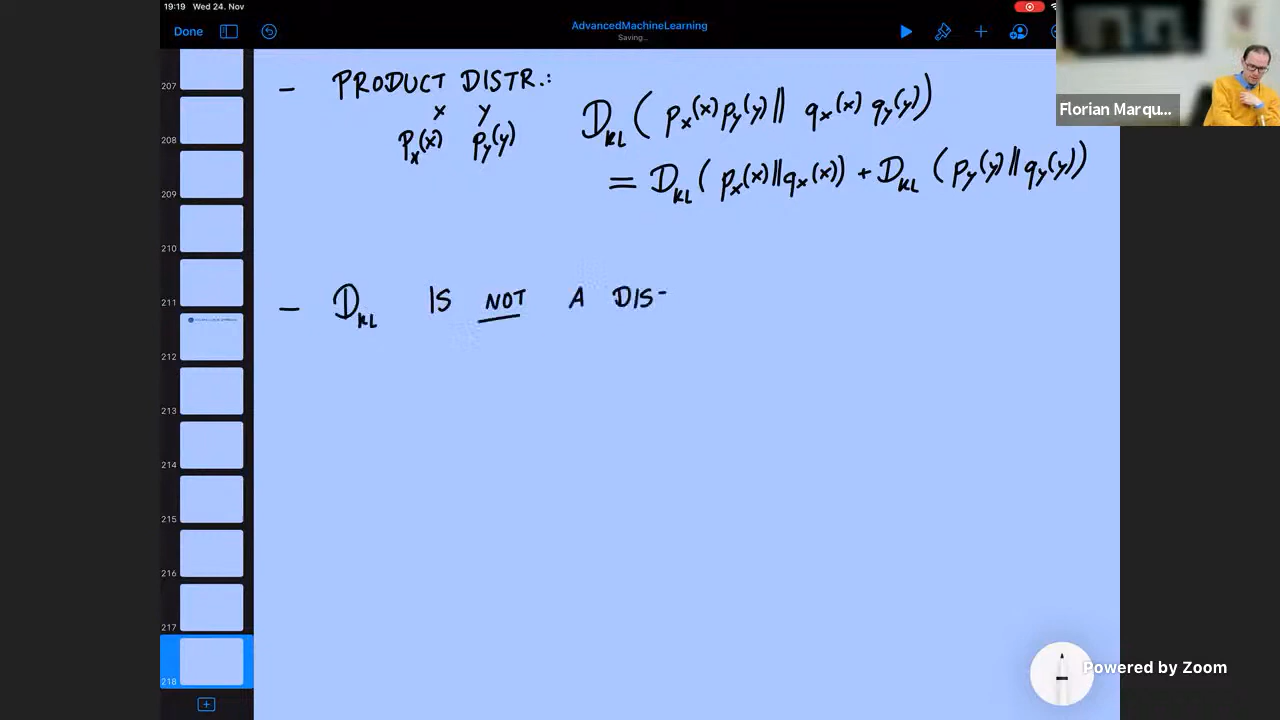 19:19 Wed 24. Nov
Done
AdvancedMachineLearning
Saving...
Florian Marqu...
207
208
209
210
211
212
213
214
215
216
217
218
- PRODUCT DISTR.:
x y
p_x(x) p_y(y)
D_KL ( p_x(x) p_y(y) || q_x(x) q_y(y) )
= D_KL ( p_x(x) || q_x(x) ) + D_KL ( p_y(y) || q_y(y) )
- D_KL IS NOT A DIS-
Powered by Zoom